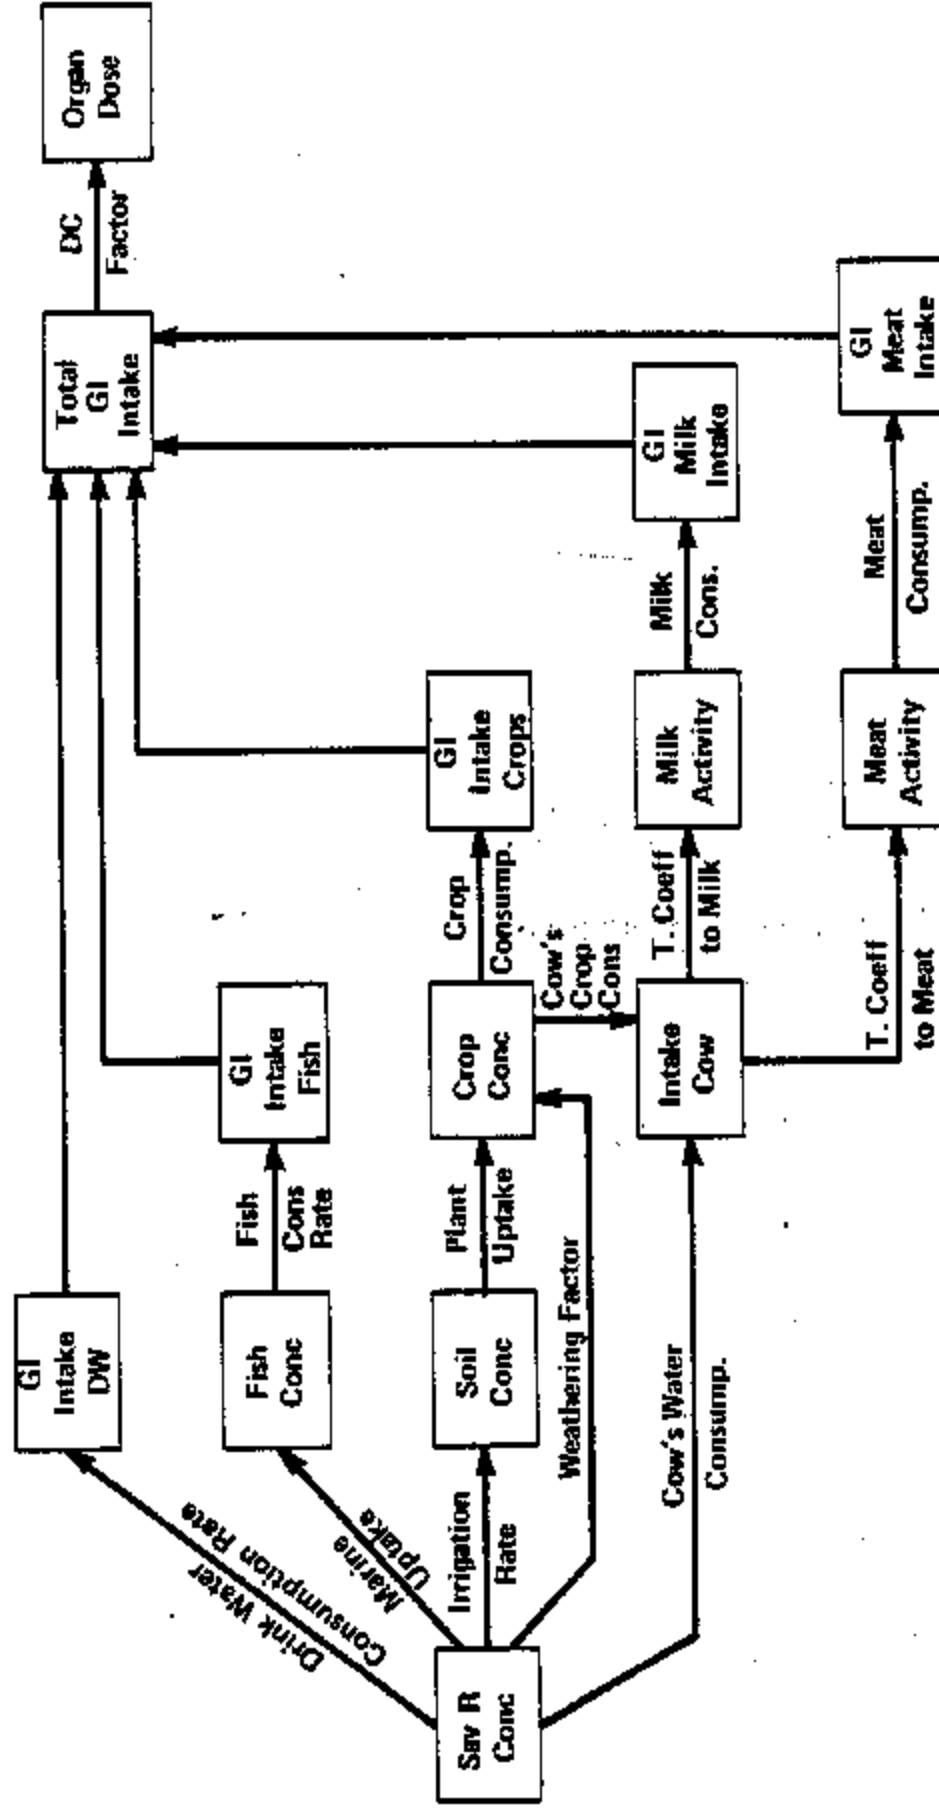 Sav R
Conc
Drink Water
Consumption Rate
Marine
Uptake
Irrigation
Rate
Weathering Factor
Cow's Water
Consump.
GI
Intake
DW
Fish
Conc
Soil
Conc
Fish
Cons
Rate
Plant
Uptake
GI
Intake
Fish
Crop
Conc
Intake
Cow
Crop
Consump.
Cow's
Crop
Cons
T. Coeff
to Milk
T. Coeff
to Meat
GI
Intake
Crops
Milk
Activity
Meat
Activity
Milk
Cons.
Meat
Consump.
Total
GI
Intake
GI
Milk
Intake
GI
Meat
Intake
DC
Factor
Organ
Dose